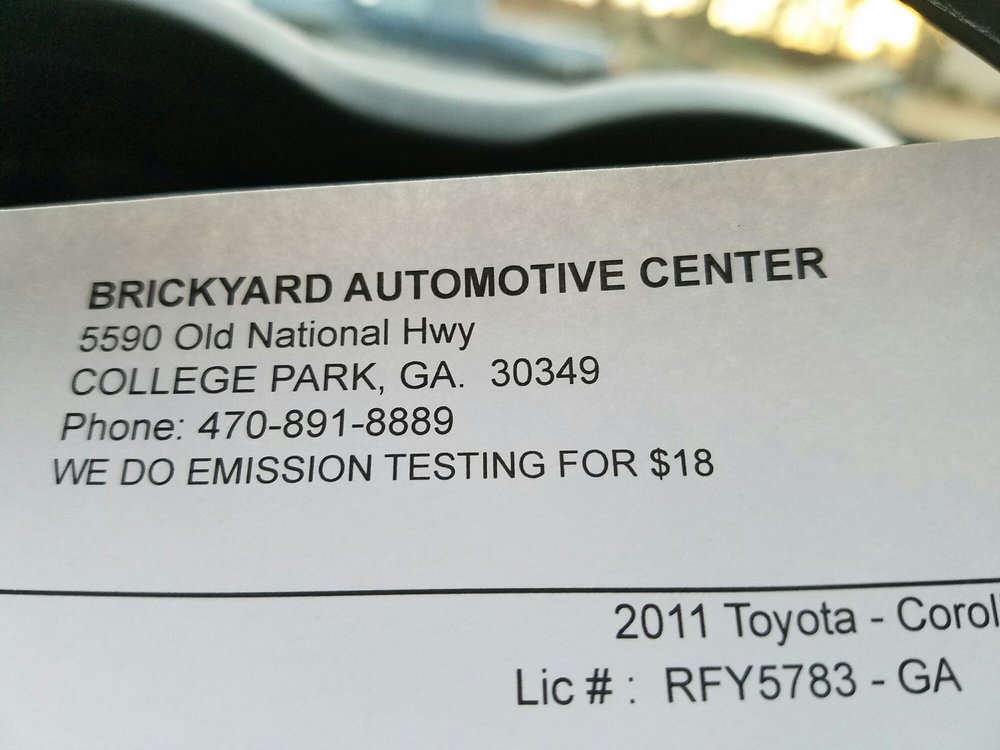 BRICKYARD AUTOMOTIVE CENTER
5590 Old National Hwy
COLLEGE PARK, GA. 30349
Phone: 470-891-8889
WE DO EMISSION TESTING FOR $18
2011 Toyota - Coroll
Lic # : RFY5783 - GA